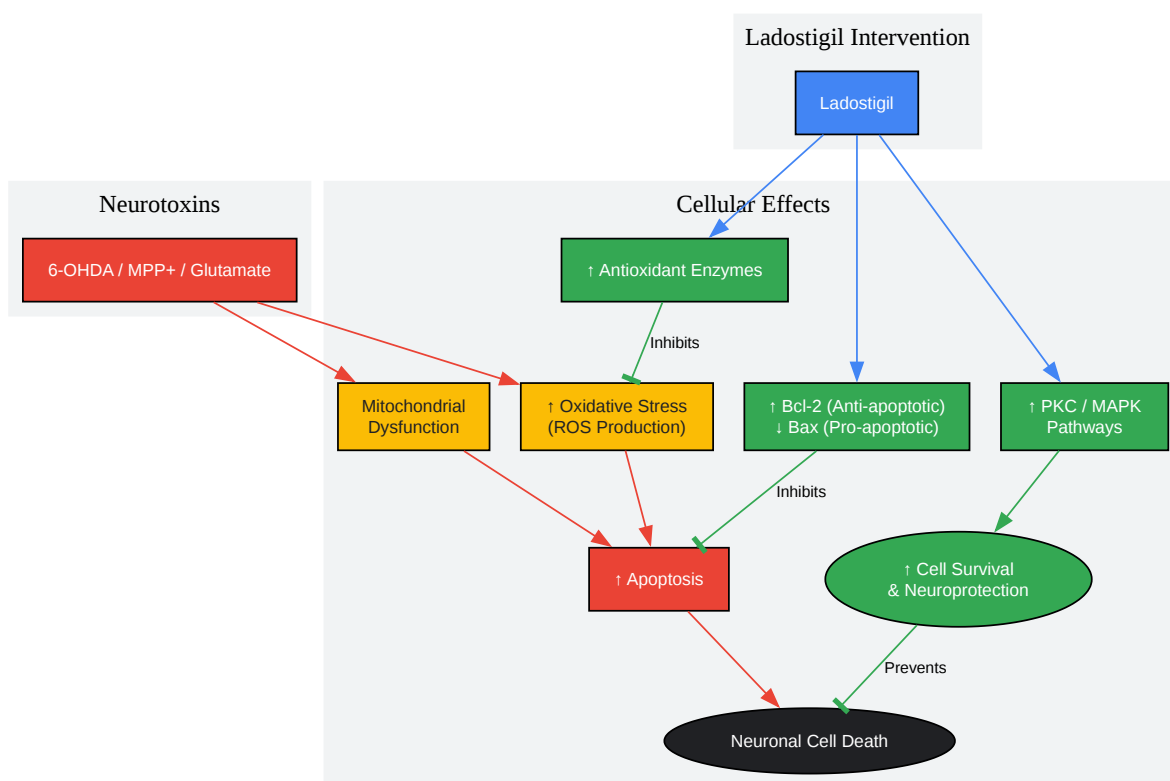 Ladostigil Intervention
Ladostigil
Neurotoxins
Cellular Effects
6-OHDA / MPP+ / Glutamate
↑ Antioxidant Enzymes
Inhibits
Mitochondrial
Dysfunction
↑ Oxidative Stress
(ROS Production)
↑ Bcl-2 (Anti-apoptotic)
↓ Bax (Pro-apoptotic)
↑ PKC / MAPK
Pathways
Inhibits
↑ Apoptosis
↑ Cell Survival
& Neuroprotection
Prevents
Neuronal Cell Death